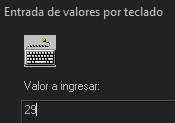 Entrada de valores por teclado
Valor a ingresar:
29